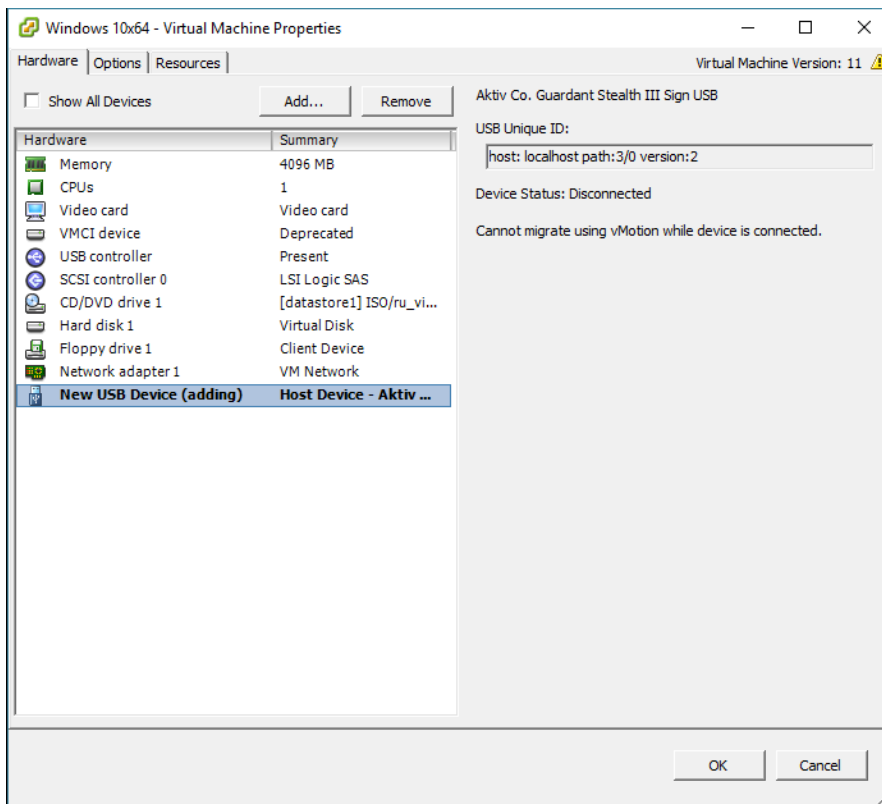 Windows 10x64 - Virtual Machine Properties
Hardware Options Resources Virtual Machine Version: 11
Show All Devices Add... Remove
Hardware Summary
Memory 4096 MB
CPUs 1
Video card Video card
VMCI device Deprecated
USB controller Present
SCSI controller 0 LSI Logic SAS
CD/DVD drive 1 [datastore1] ISO/ru_vi...
Hard disk 1 Virtual Disk
Floppy drive 1 Client Device
Network adapter 1 VM Network
New USB Device (adding) Host Device - Aktiv ...
Aktiv Co. Guardant Stealth III Sign USB
USB Unique ID:
host: localhost path:3/0 version:2
Device Status: Disconnected
Cannot migrate using vMotion while device is connected.
OK Cancel